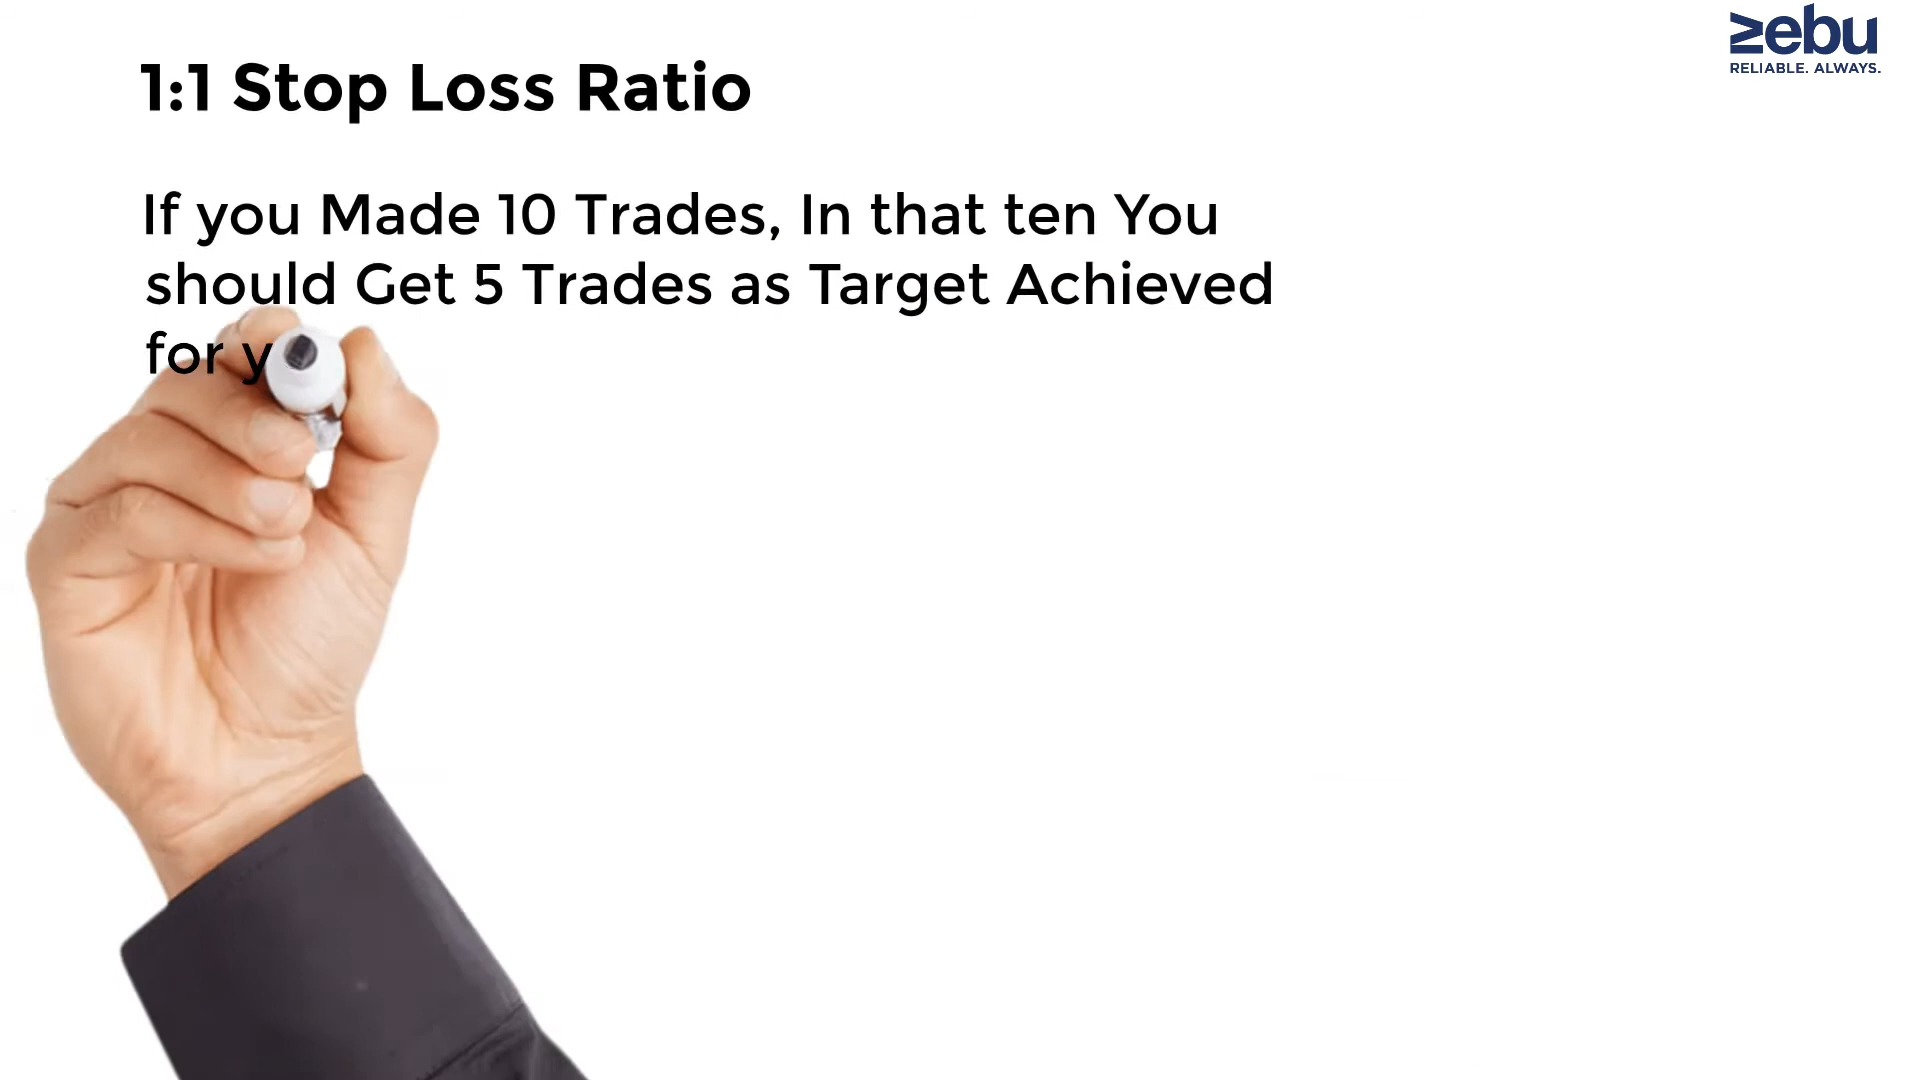 zebu
RELIABLE. ALWAYS.
1:1 Stop Loss Ratio
If you Made 10 Trades, In that ten You
should Get 5 Trades as Target Achieved
for y